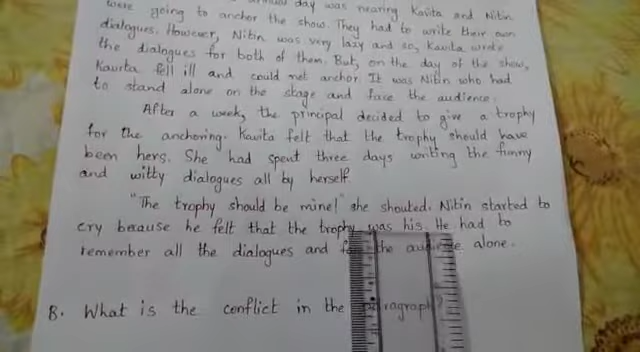 day was nearing Kavita and Nitin
were going to anchor the show. They had to write their own
dialogues. However, Nitin was very lazy and so, Kavita wrote
the dialogues for both of them. But, on the day of the show,
Kavita fell ill and could not anchor. It was Nitin who had
to stand alone on the stage and face the audience.
After a week, the principal decided to give a trophy
for the anchoring. Kavita felt that the trophy should have
been hers. She had spent three days writing the funny
and witty dialogues all by herself.
"The trophy should be mine!" she shouted. Nitin started to
cry because he felt that the trophy was his. He had to
remember all the dialogues and the audience alone.
B. What is the conflict in the paragraph?